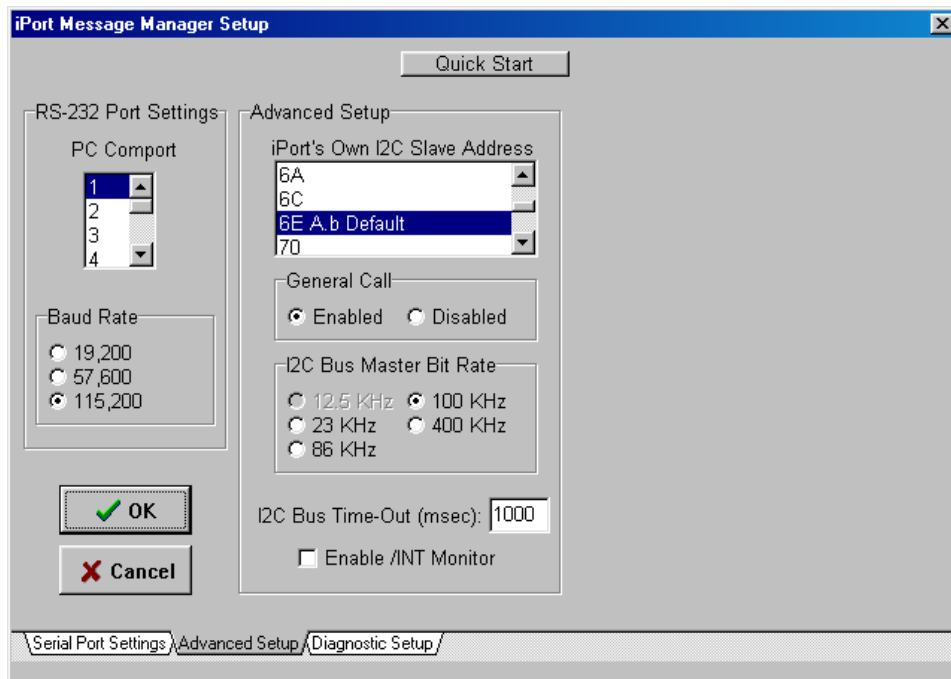 iPort Message Manager Setup
Quick Start
RS-232 Port Settings
PC Comport
1
2
3
4
Baud Rate
19,200
57,600
115,200
OK
Cancel
Advanced Setup
iPort's Own I2C Slave Address
6A
6C
6E A.b Default
70
General Call
Enabled Disabled
I2C Bus Master Bit Rate
12.5 KHz 100 KHz
23 KHz 400 KHz
86 KHz
I2C Bus Time-Out (msec): 1000
Enable /INT Monitor
Serial Port Settings Advanced Setup Diagnostic Setup